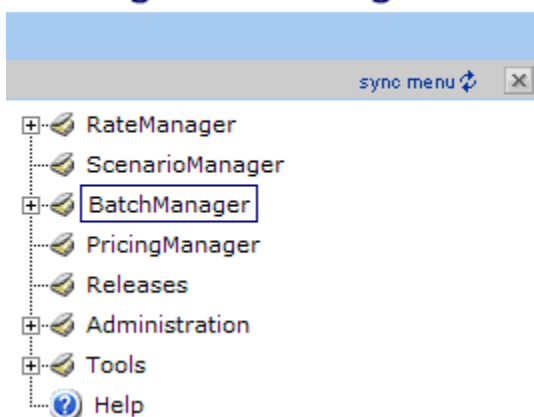 sync menu
RateManager
ScenarioManager
BatchManager
PricingManager
Releases
Administration
Tools
Help